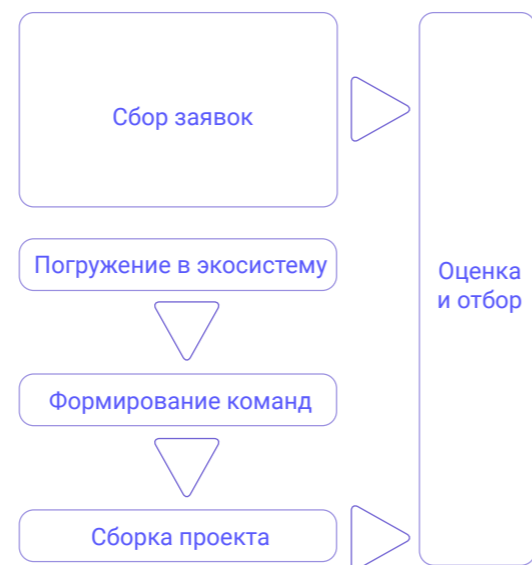 Сбор заявок
Погружение в экосистему
Оценка
и отбор
Формирование команд
Сборка проекта